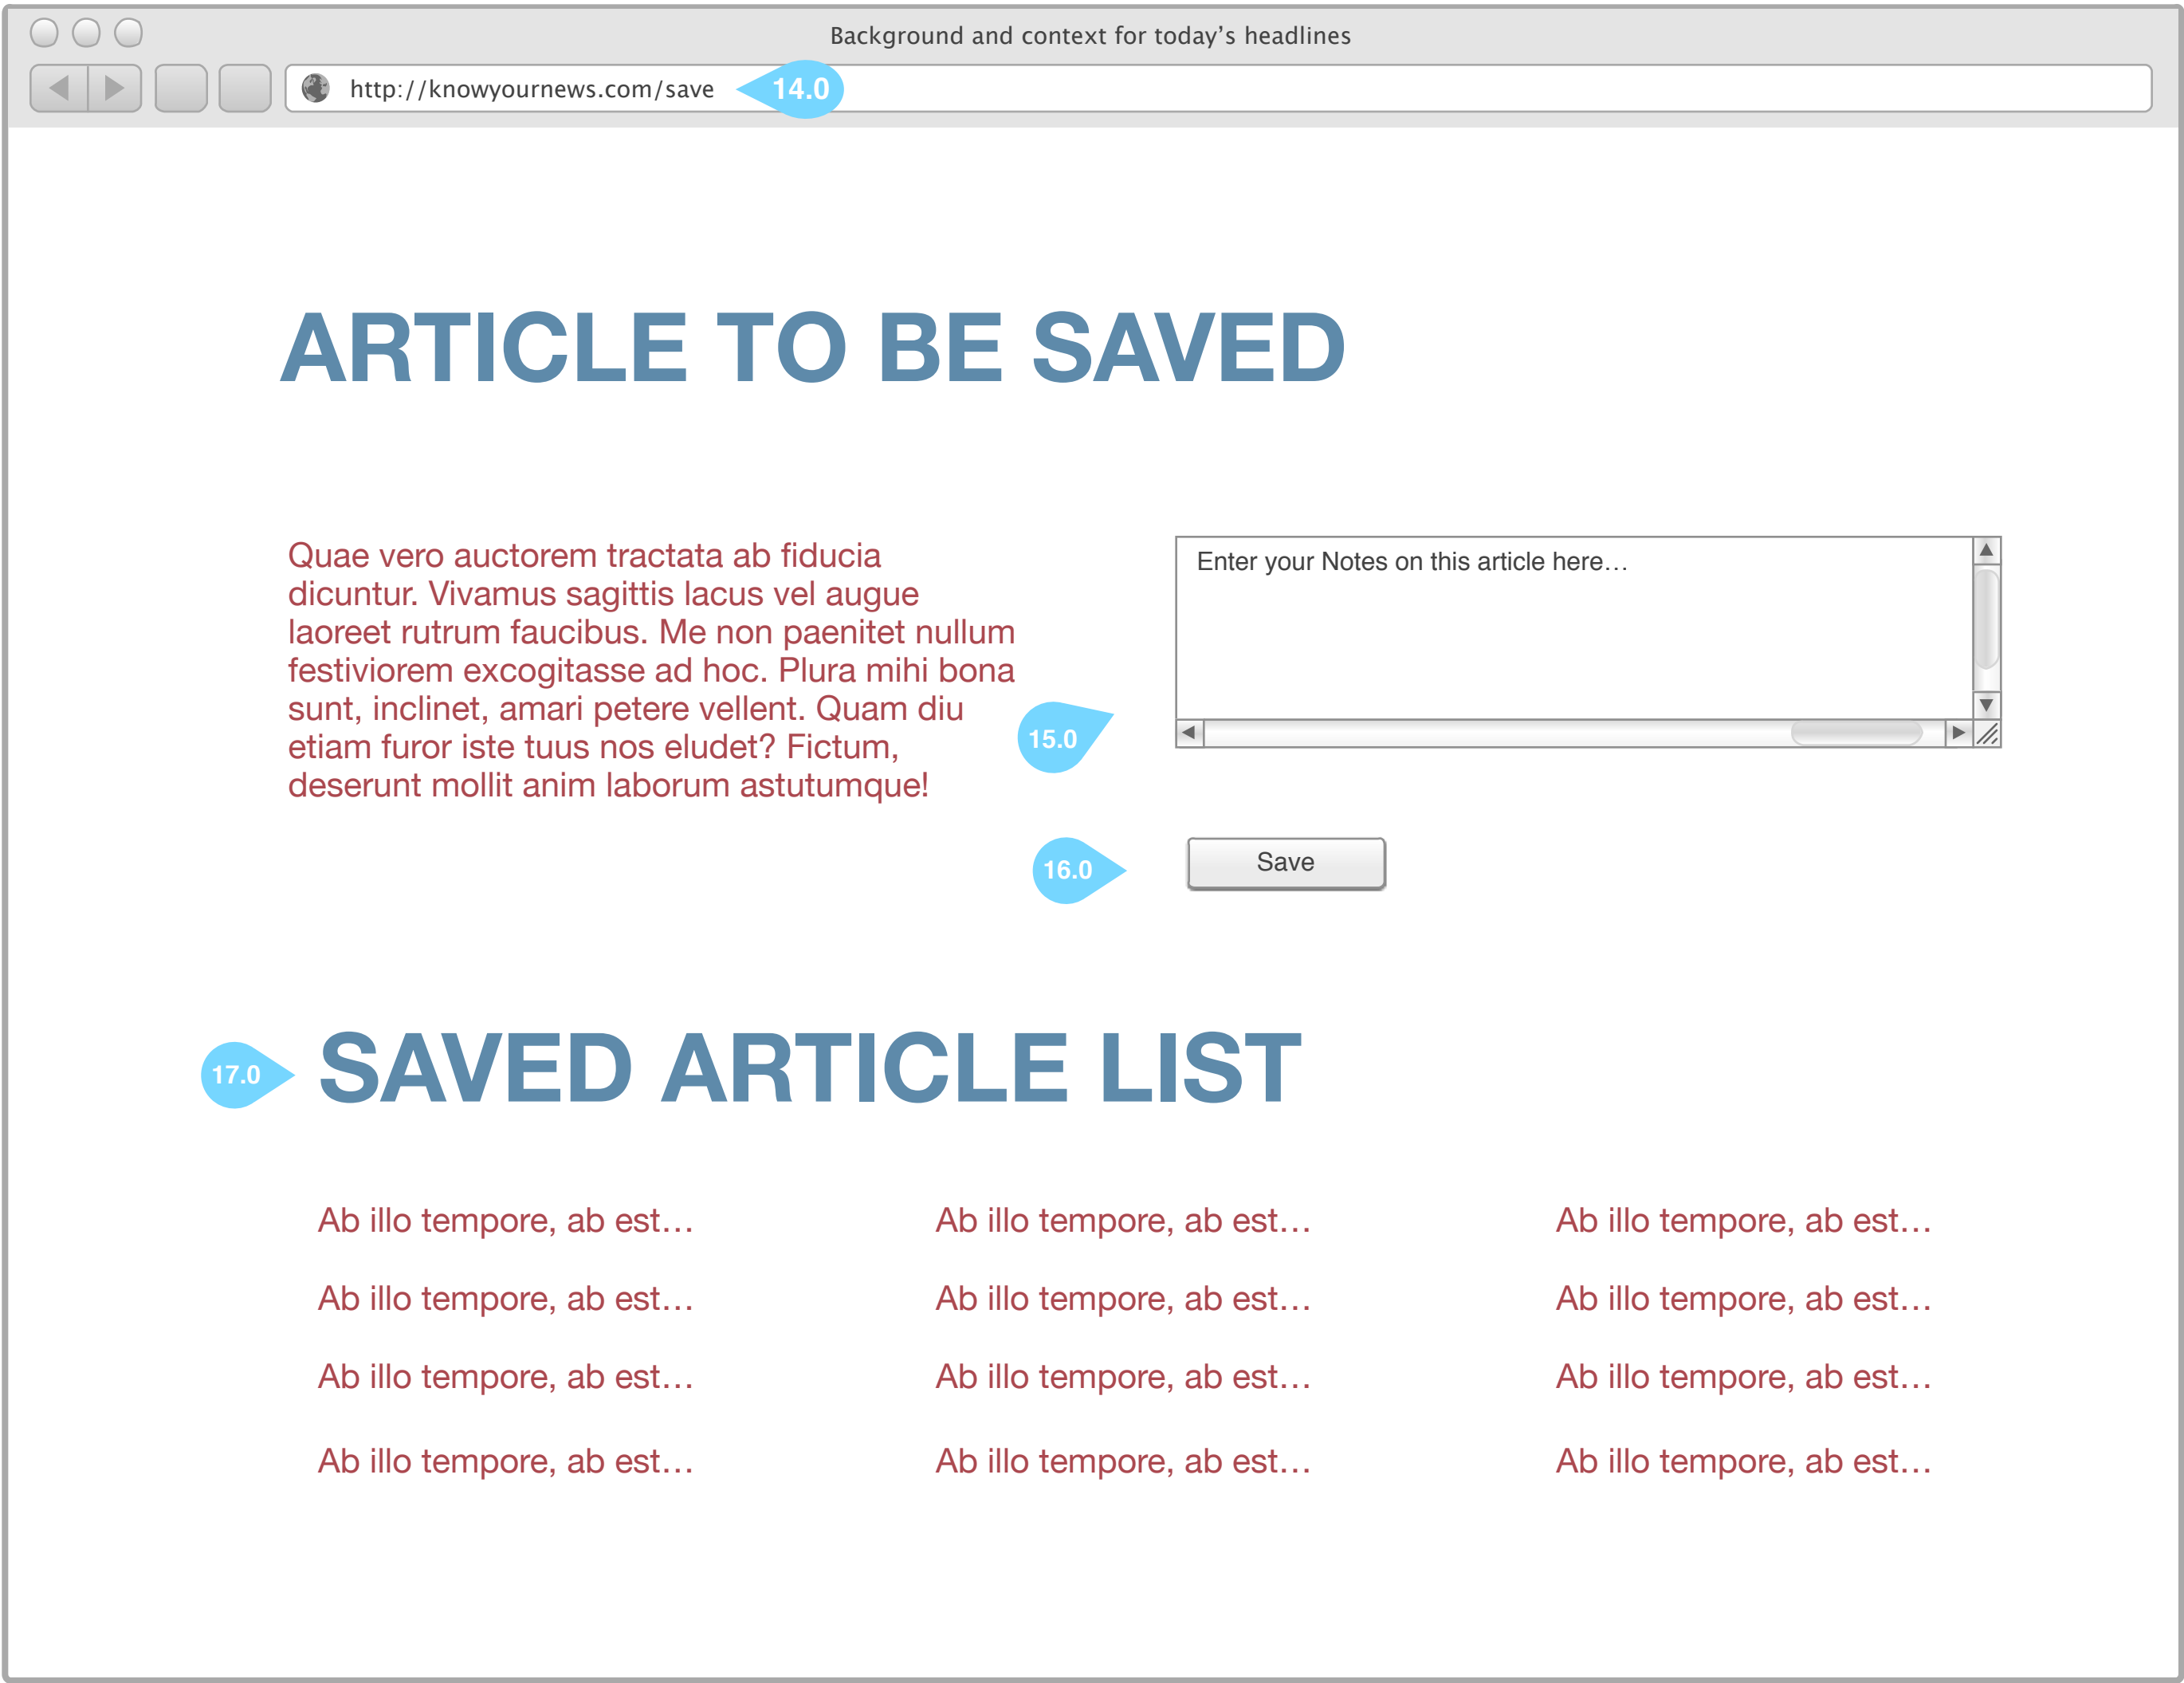 Background and context for today’s headlines
http://knowyournews.com/save
14.0
ARTICLE TO BE SAVED
Quae vero auctorem tractata ab fiducia
dicuntur. Vivamus sagittis lacus vel augue
laoreet rutrum faucibus. Me non paenitet nullum
festiviorem excogitasse ad hoc. Plura mihi bona
sunt, inclinet, amari petere vellent. Quam diu
etiam furor iste tuus nos eludet? Fictum,
deserunt mollit anim laborum astutumque!
Enter your Notes on this article here…
15.0
16.0
Save
17.0
SAVED ARTICLE LIST
Ab illo tempore, ab est…
Ab illo tempore, ab est…
Ab illo tempore, ab est…
Ab illo tempore, ab est…
Ab illo tempore, ab est…
Ab illo tempore, ab est…
Ab illo tempore, ab est…
Ab illo tempore, ab est…
Ab illo tempore, ab est…
Ab illo tempore, ab est…
Ab illo tempore, ab est…
Ab illo tempore, ab est…